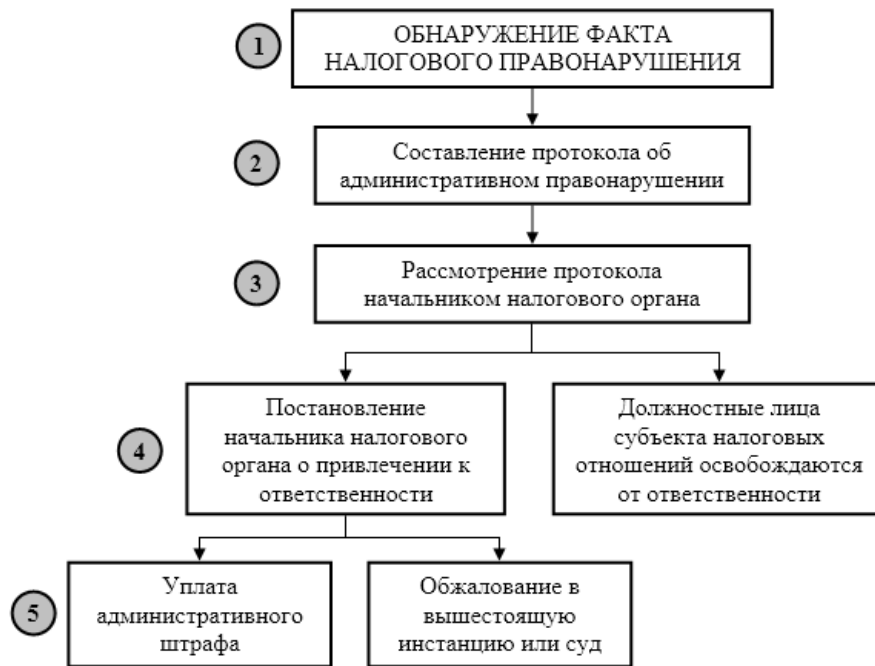 1
ОБНАРУЖЕНИЕ ФАКТА
НАЛОГОВОГО ПРАВОНАРУШЕНИЯ
2
Составление протокола об
административном правонарушении
3
Рассмотрение протокола
начальником налогового органа
4
Постановление
начальника налогового
органа о привлечении к
ответственности
Должностные лица
субъекта налоговых
отношений освобождаются
от ответственности
5
Уплата
административного
штрафа
Обжалование в
вышестоящую
инстанцию или суд